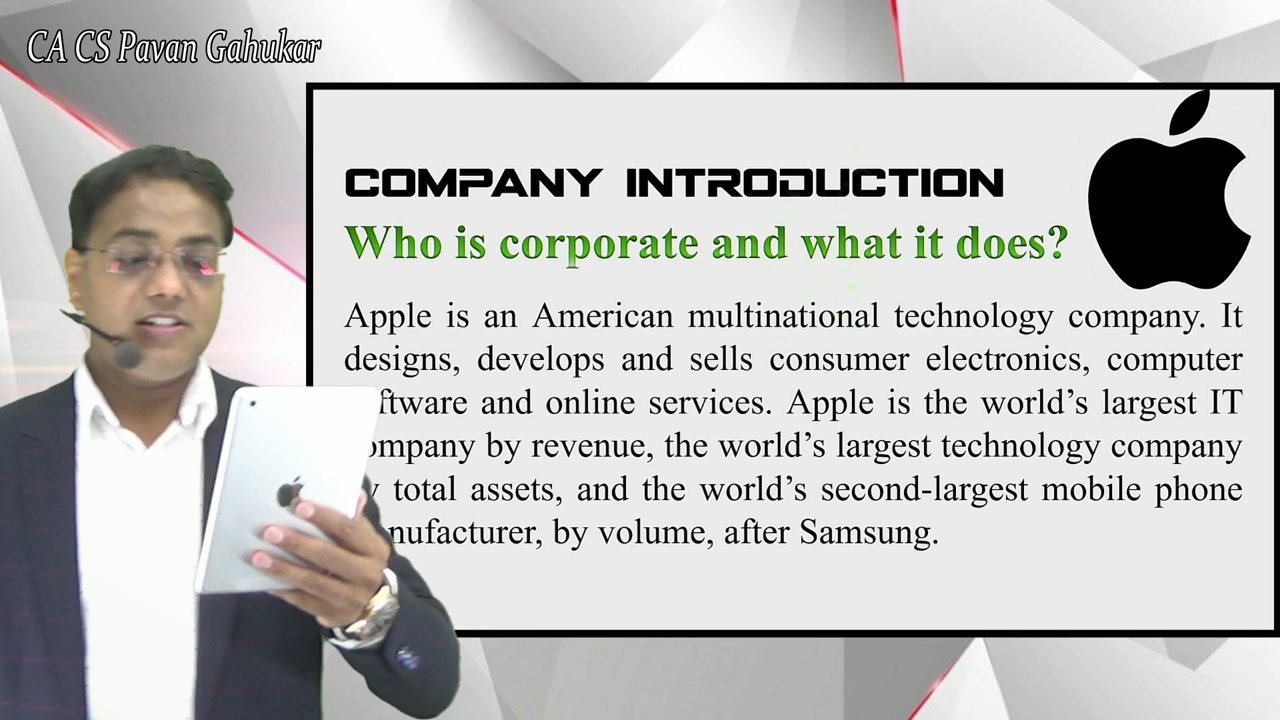 CA CS Pavan Gahukar
COMPANY INTRODUCTION
Who is corporate and what it does?
Apple is an American multinational technology company. It
designs, develops and sells consumer electronics, computer
and online services. Apple is the world's largest IT
by revenue, the world's largest technology company
total assets, and the world's second-largest mobile phone
by volume, after Samsung.